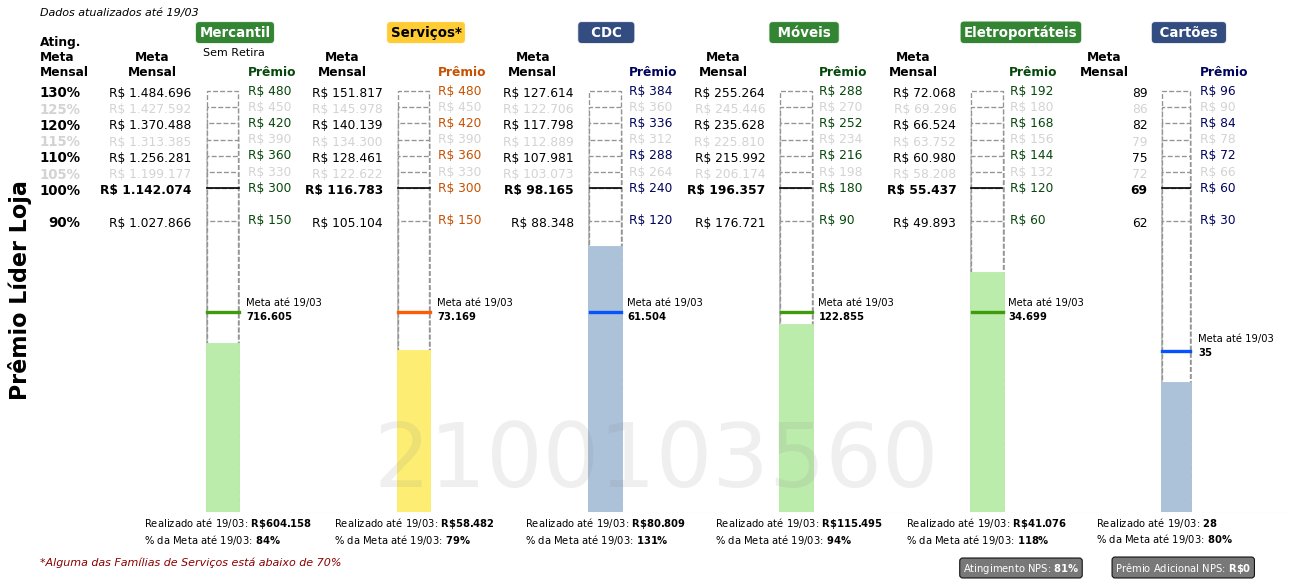 Dados atualizados até 19/03
Mercantil Serviços* CDC Móveis Eletroportáteis Cartões
Sem Retira
Ating. Meta Mensal Meta Mensal Prêmio Meta Mensal Prêmio Meta Mensal Prêmio Meta Mensal Prêmio Meta Mensal Prêmio Meta Mensal Prêmio
130% R$ 1.484.696 R$ 480 R$ 151.817 R$ 480 R$ 127.614 R$ 384 R$ 255.264 R$ 288 R$ 72.068 R$ 192 89 R$ 96
125% R$ 1.427.592 R$ 450 R$ 145.978 R$ 450 R$ 122.706 R$ 360 R$ 245.446 R$ 270 R$ 69.296 R$ 180 86 R$ 90
120% R$ 1.370.488 R$ 420 R$ 140.139 R$ 420 R$ 117.798 R$ 336 R$ 235.628 R$ 252 R$ 66.524 R$ 168 82 R$ 84
115% R$ 1.313.385 R$ 390 R$ 134.300 R$ 390 R$ 112.889 R$ 312 R$ 225.810 R$ 234 R$ 63.752 R$ 156 79 R$ 78
110% R$ 1.256.281 R$ 360 R$ 128.461 R$ 360 R$ 107.981 R$ 288 R$ 215.992 R$ 216 R$ 60.980 R$ 144 75 R$ 72
105% R$ 1.199.177 R$ 330 R$ 122.622 R$ 330 R$ 103.073 R$ 264 R$ 206.174 R$ 198 R$ 58.208 R$ 132 72 R$ 66
100% R$ 1.142.074 R$ 300 R$ 116.783 R$ 300 R$ 98.165 R$ 240 R$ 196.357 R$ 180 R$ 55.437 R$ 120 69 R$ 60
90% R$ 1.027.866 R$ 150 R$ 105.104 R$ 150 R$ 88.348 R$ 120 R$ 176.721 R$ 90 R$ 49.893 R$ 60 62 R$ 30
Prêmio Líder Loja
Meta até 19/03 Meta até 19/03 Meta até 19/03 Meta até 19/03 Meta até 19/03
716.605 73.169 61.504 122.855 34.699
Meta até 19/03
35
2100103560
Realizado até 19/03: R$604.158 Realizado até 19/03: R$58.482 Realizado até 19/03: R$80.809 Realizado até 19/03: R$115.495 Realizado até 19/03: R$41.076 Realizado até 19/03: 28
% da Meta até 19/03: 84% % da Meta até 19/03: 79% % da Meta até 19/03: 131% % da Meta até 19/03: 94% % da Meta até 19/03: 118% % da Meta até 19/03: 80%
*Alguma das Famílias de Serviços está abaixo de 70%
Atingimento NPS: 81% Prêmio Adicional NPS: R$0